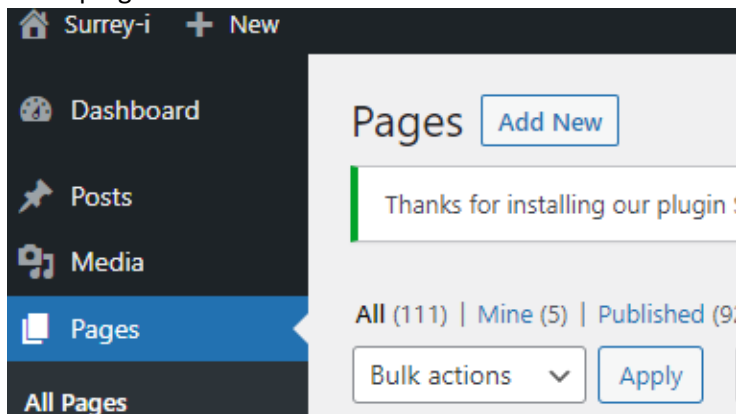 Surrey-i New
Dashboard
Posts
Media
Pages
All Pages
Pages Add New
Thanks for installing our plugin
All (111) | Mine (5) | Published (92
Bulk actions Apply